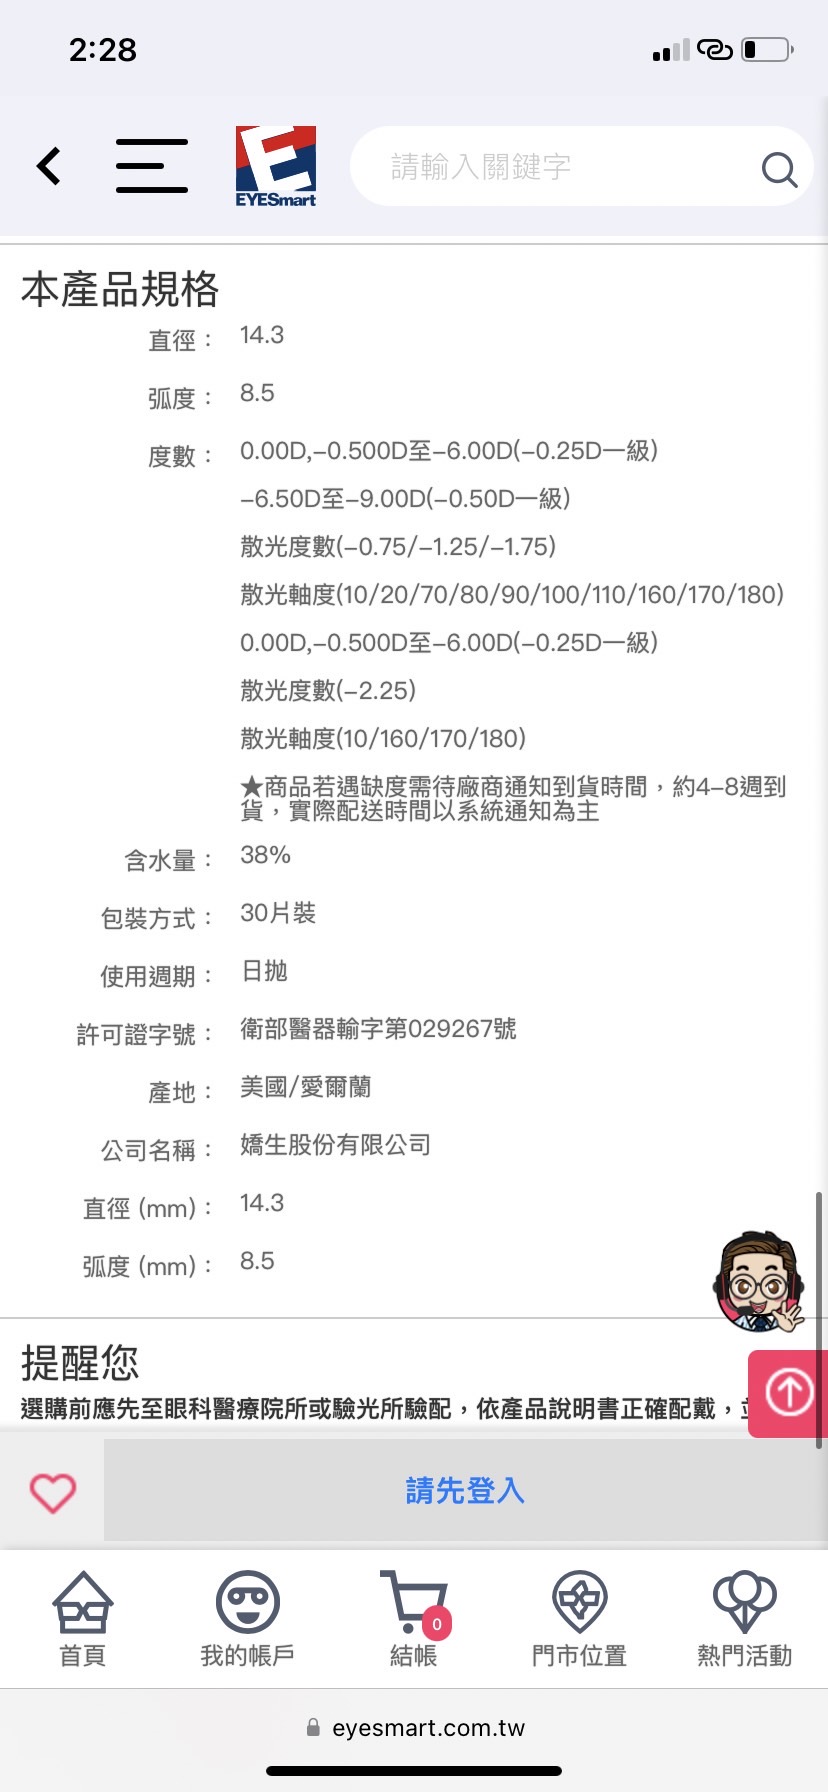 2:28
EYESmart
請輸入關鍵字
本產品規格
直徑： 14.3
弧度： 8.5
度數： 0.00D,-0.500D至-6.00D(-0.25D一級)
-6.50D至-9.00D(-0.50D一級)
散光度數(-0.75/-1.25/-1.75)
散光軸度(10/20/70/80/90/100/110/160/170/180)
0.00D,-0.500D至-6.00D(-0.25D一級)
散光度數(-2.25)
散光軸度(10/160/170/180)
★商品若遇缺度需待廠商通知到貨時間，約4-8週到
貨，實際配送時間以系統通知為主
含水量： 38%
包裝方式： 30片裝
使用週期： 日拋
許可證字號： 衛部醫器輸字第029267號
產地： 美國/愛爾蘭
公司名稱： 嬌生股份有限公司
直徑 (mm)： 14.3
弧度 (mm)： 8.5
提醒您
選購前應先至眼科醫療院所或驗光所驗配，依產品說明書正確配戴，
請先登入
0
首頁 我的帳戶 結帳 門市位置 熱門活動
eyesmart.com.tw